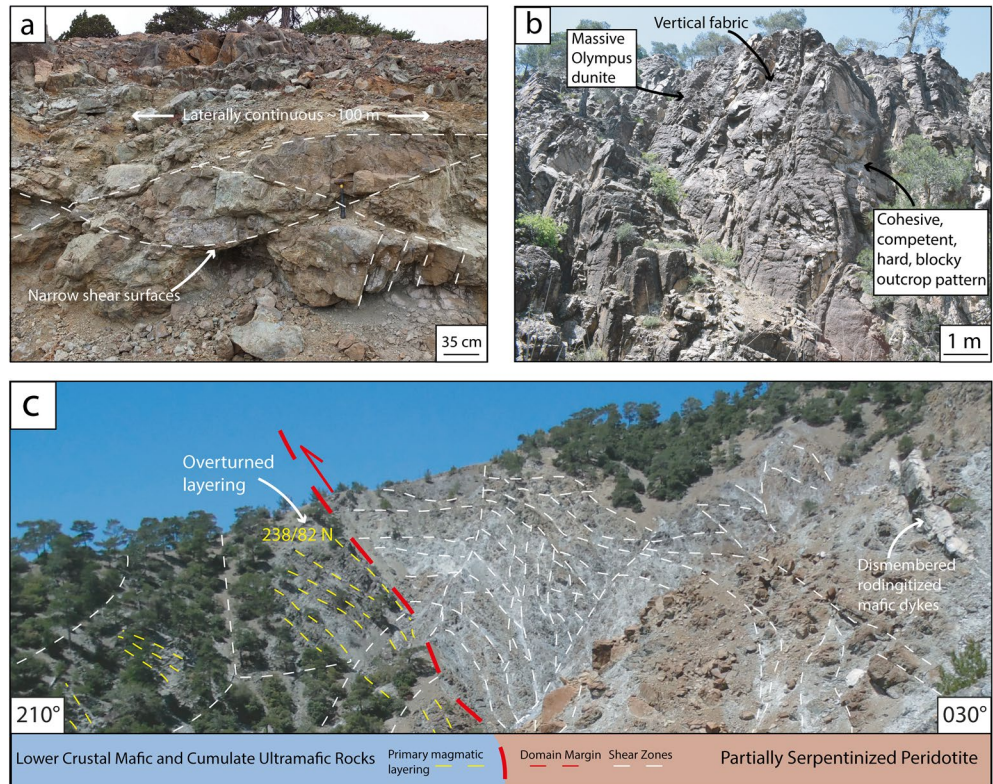 a
Laterally continuous ~100 m
Narrow shear surfaces
35 cm
b
Massive
Olympus
dunite
Vertical fabric
Cohesive,
competent,
hard, blocky
outcrop pattern
1 m
c
Overturned
layering
238/82 N
Dismembered
rodingitized
mafic dykes
210°
030°
Lower Crustal Mafic and Cumulate Ultramafic Rocks
Primary magmatic
layering
Domain Margin
Shear Zones
Partially Serpentinized Peridotite